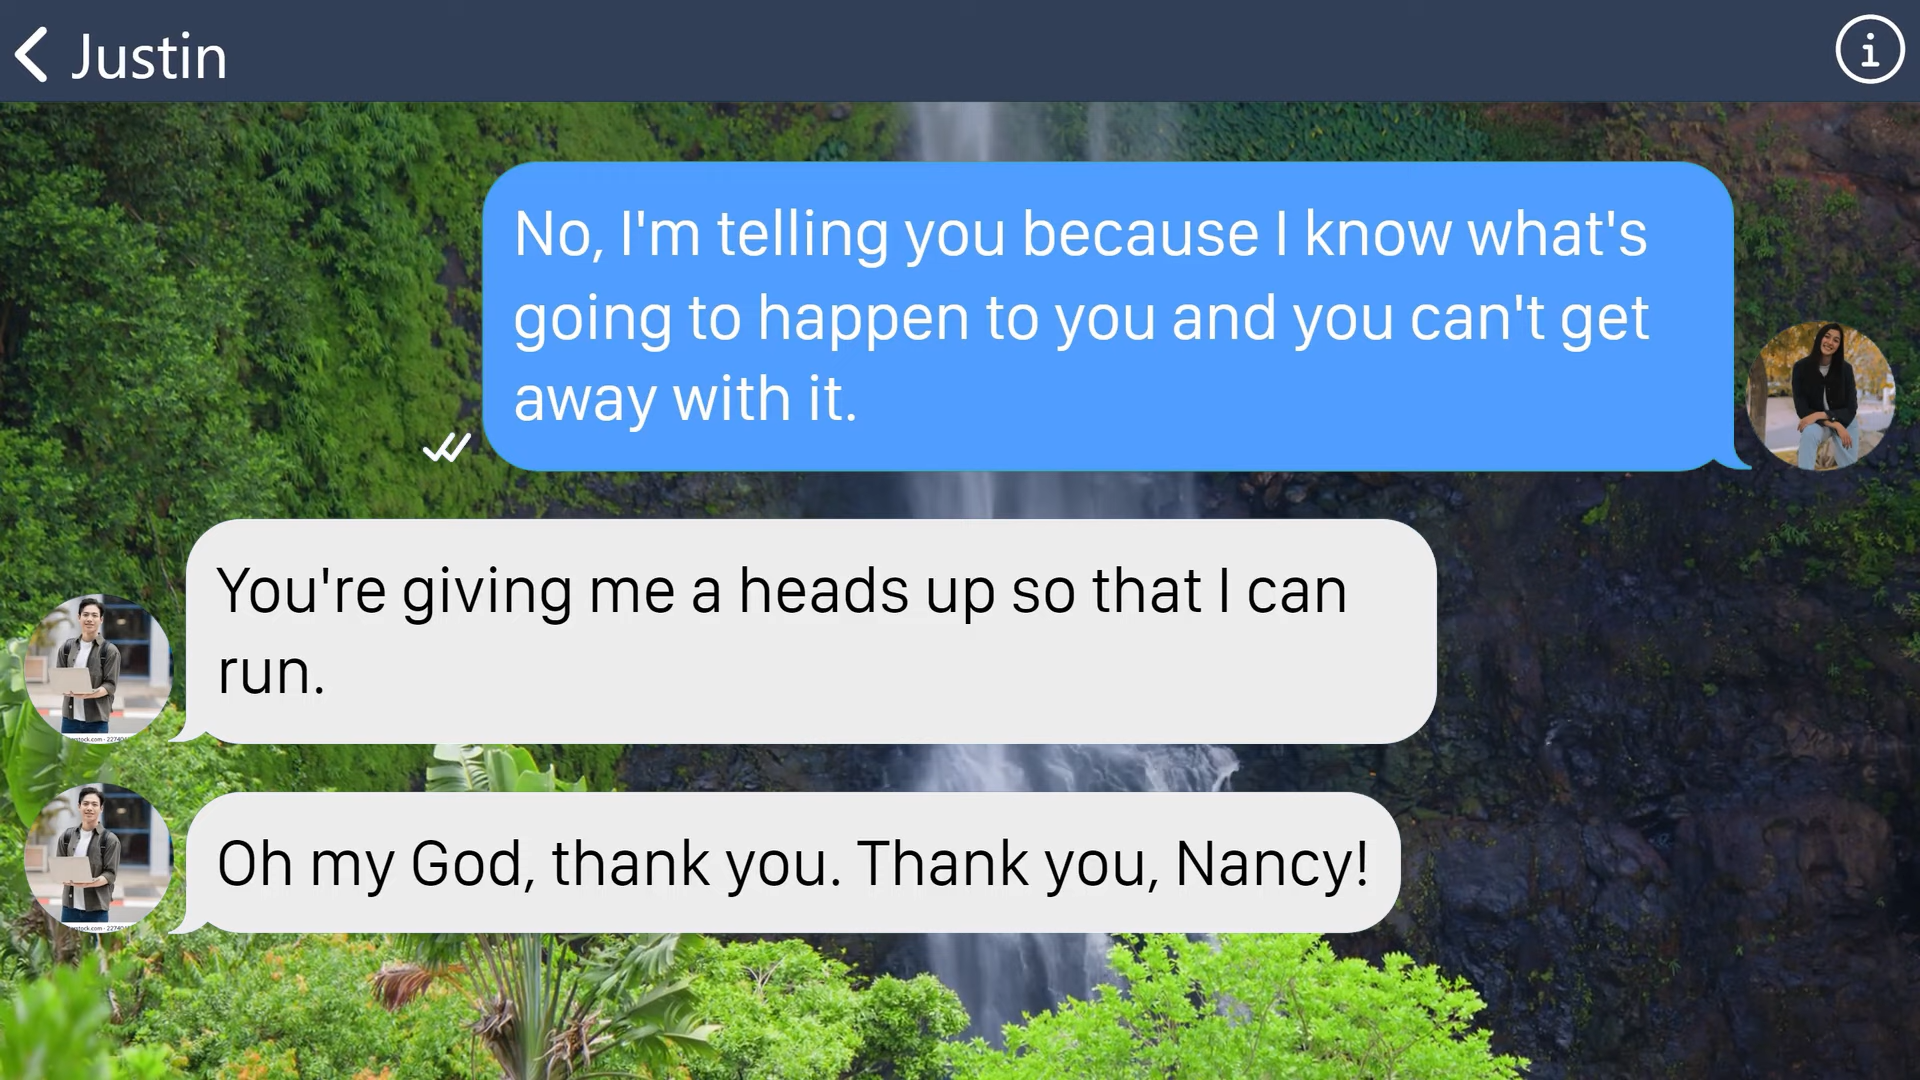 Justin
No, I'm telling you because I know what's
going to happen to you and you can't get
away with it.
You're giving me a heads up so that I can
run.
Oh my God, thank you. Thank you, Nancy!